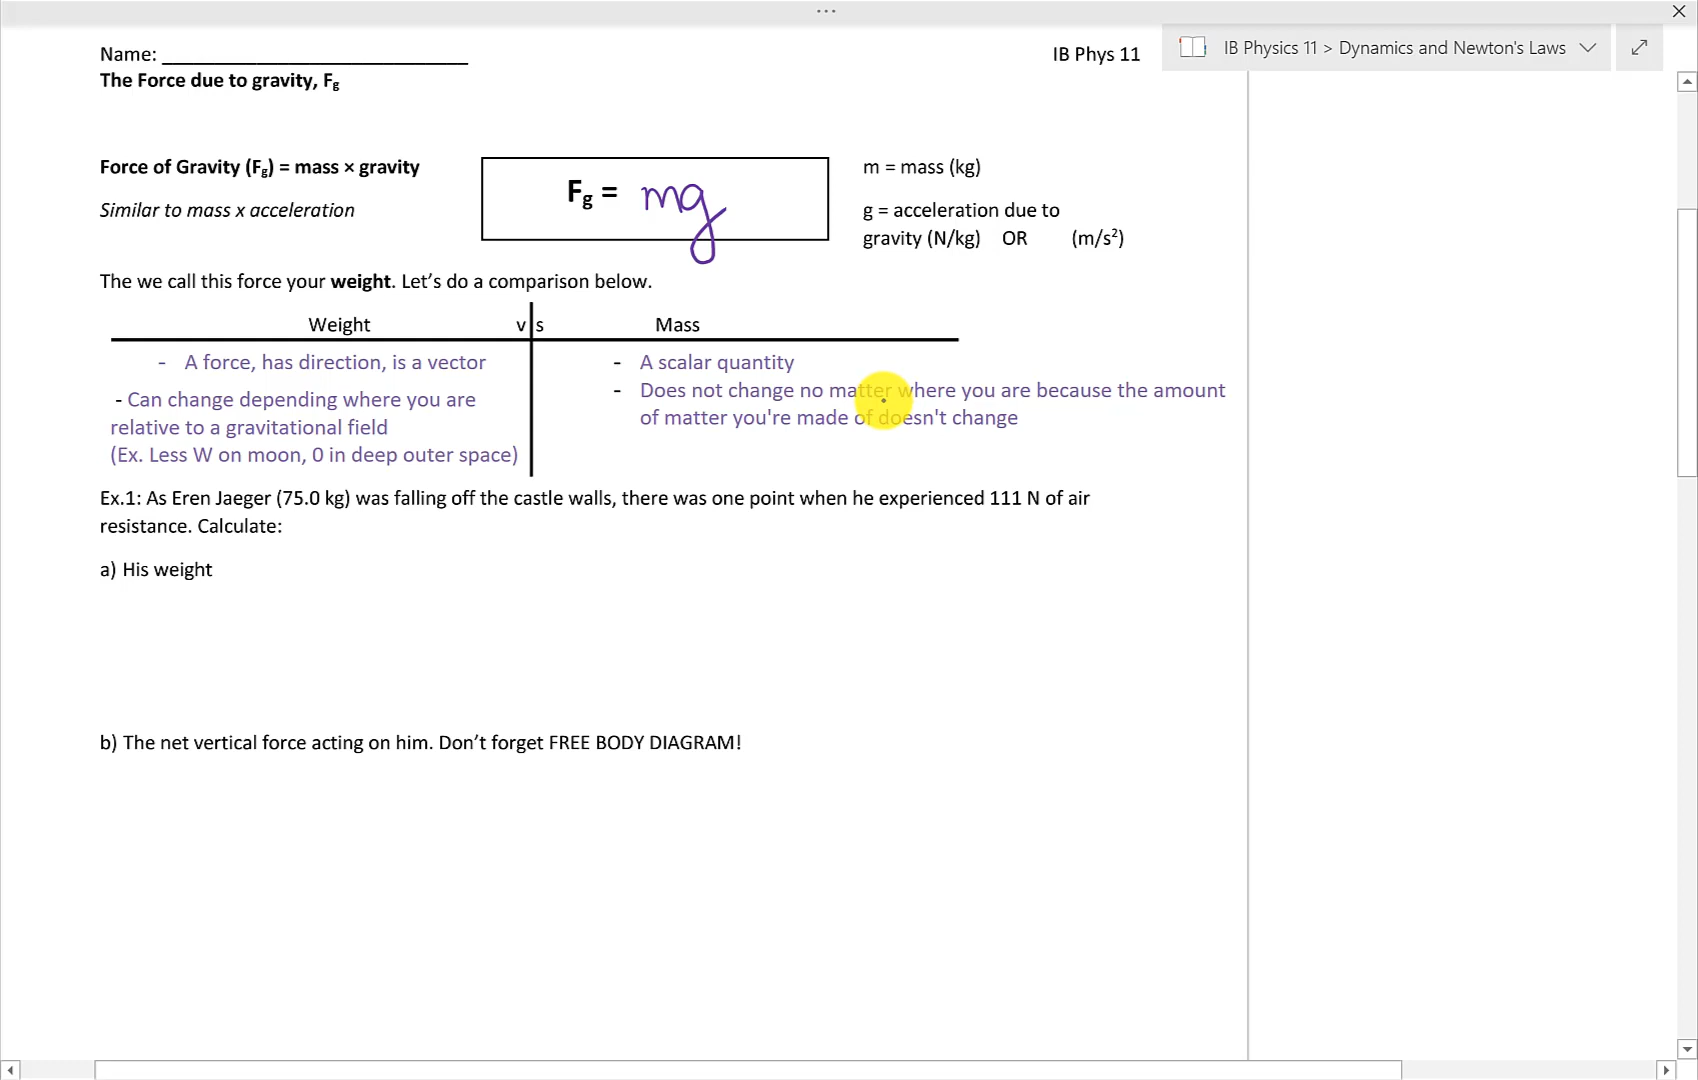 IB Physics 11 > Dynamics and Newton's Laws
Name: ____________________________ IB Phys 11
The Force due to gravity, Fg
Force of Gravity (Fg) = mass × gravity
Similar to mass x acceleration
Fg = mg
m = mass (kg)
g = acceleration due to
gravity (N/kg) OR (m/s²)
The we call this force your weight. Let's do a comparison below.
Weight vs Mass
- A force, has direction, is a vector
- Can change depending where you are
relative to a gravitational field
(Ex. Less W on moon, 0 in deep outer space)
- A scalar quantity
- Does not change no matter where you are because the amount
of matter you're made of doesn't change
Ex.1: As Eren Jaeger (75.0 kg) was falling off the castle walls, there was one point when he experienced 111 N of air
resistance. Calculate:
a) His weight
b) The net vertical force acting on him. Don't forget FREE BODY DIAGRAM!